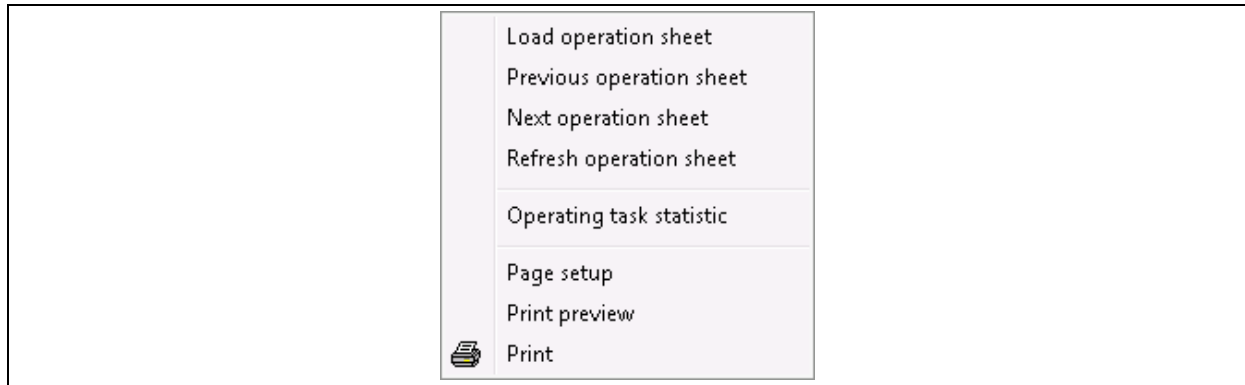 Load operation sheet
Previous operation sheet
Next operation sheet
Refresh operation sheet
Operating task statistic
Page setup
Print preview
Print